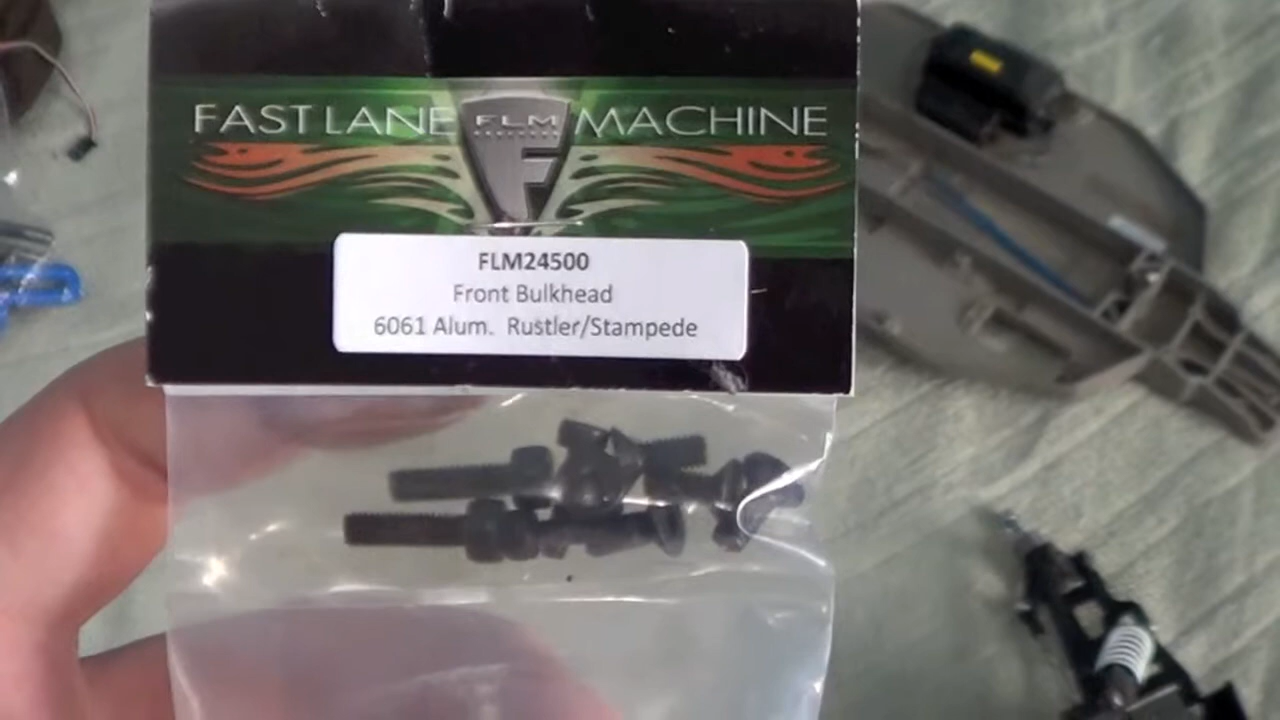 FAST LANE FLM MACHINE
F
FLM24500
Front Bulkhead
6061 Alum. Rustler/Stampede